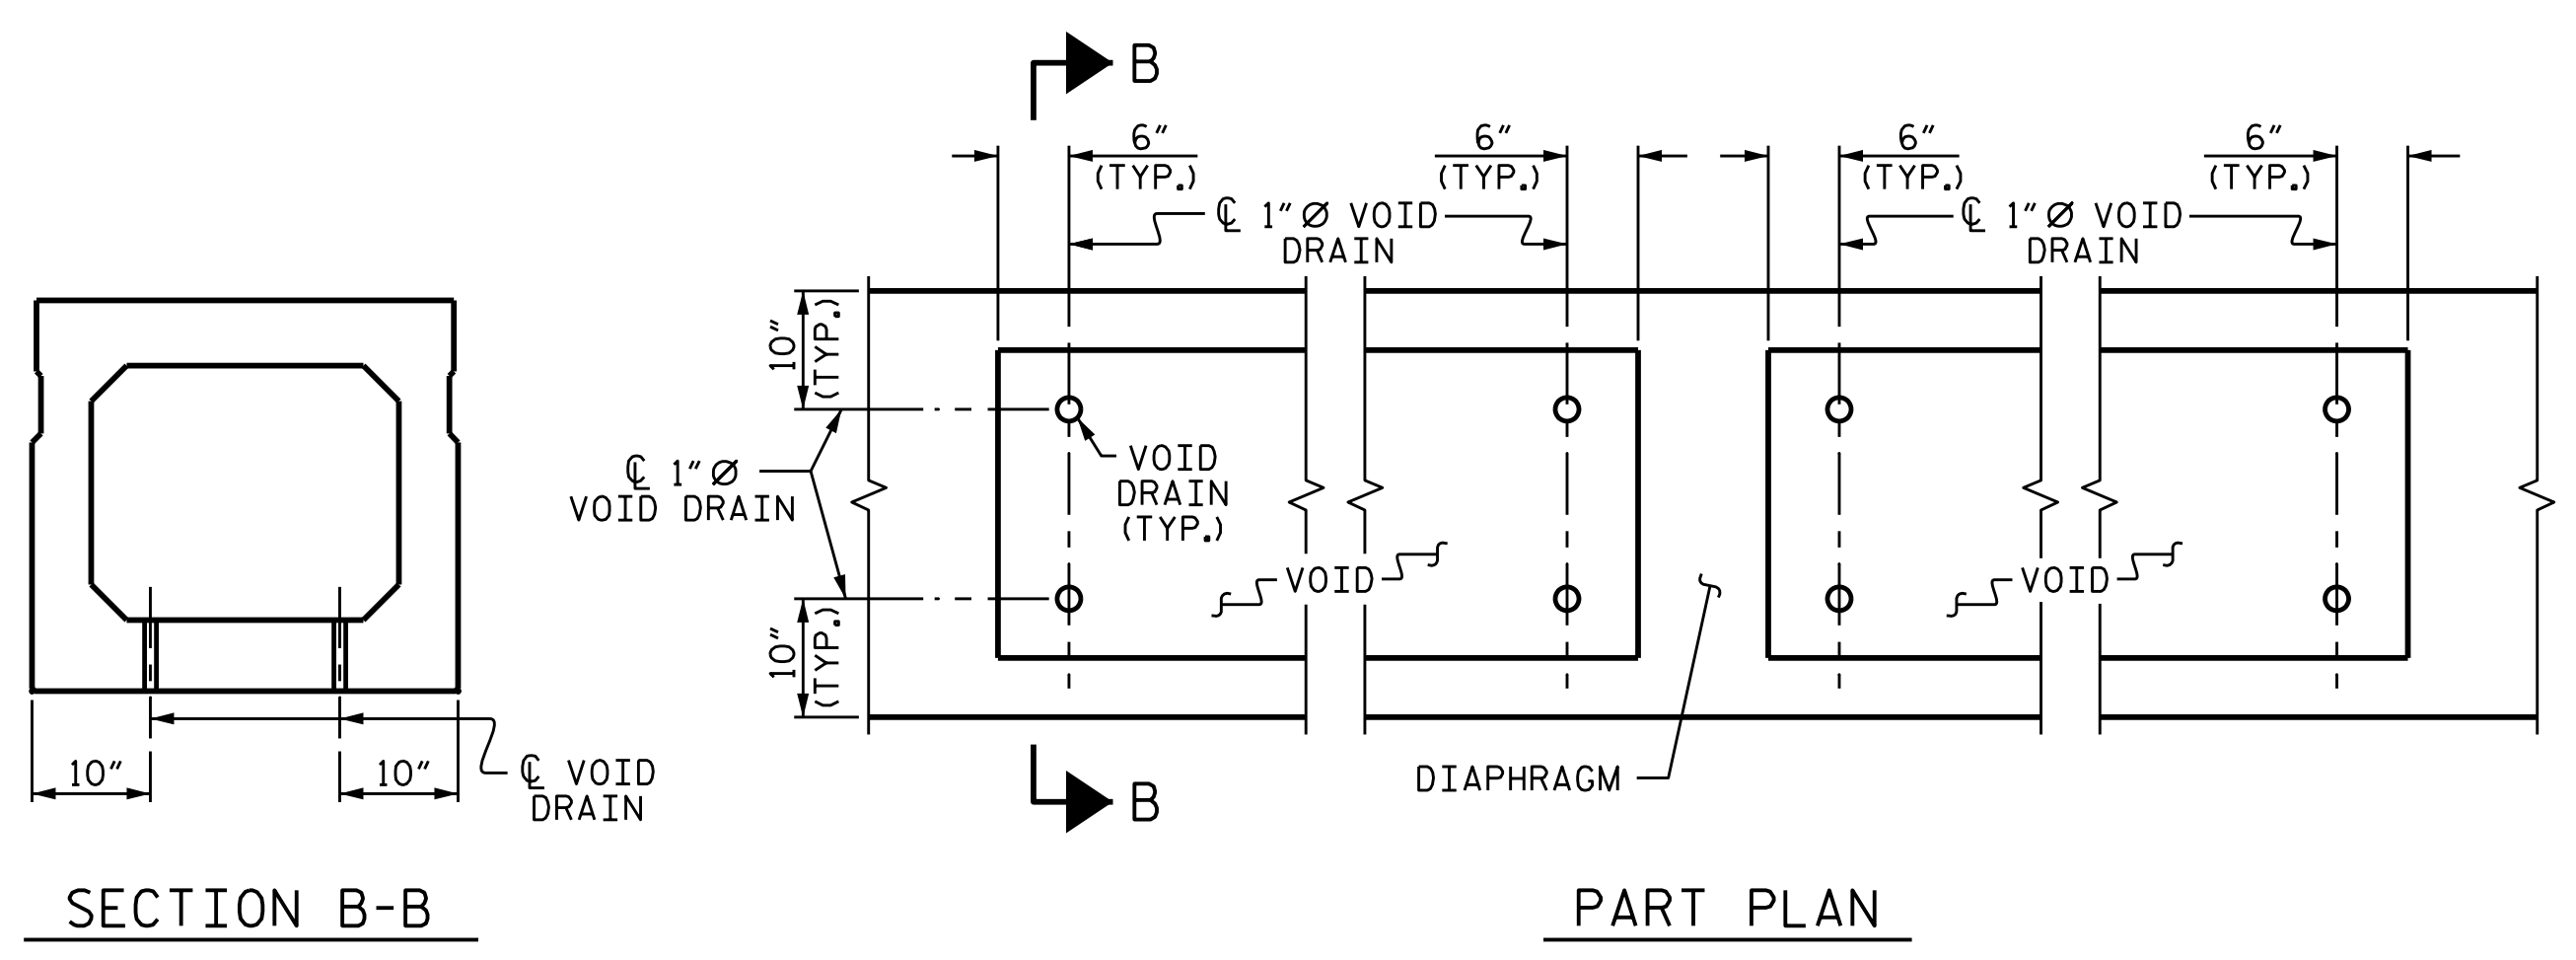 B
6" 6" 6" 6"
(TYP.) (TYP.) (TYP.) (TYP.)
℄ 1"Ø VOID
DRAIN
℄ 1"Ø VOID
DRAIN
10"
(TYP.)
℄ 1"Ø
VOID DRAIN
VOID
DRAIN
(TYP.)
VOID
VOID
10"
(TYP.)
DIAPHRAGM
B
10" 10"
℄ VOID
DRAIN
SECTION B-B
PART PLAN